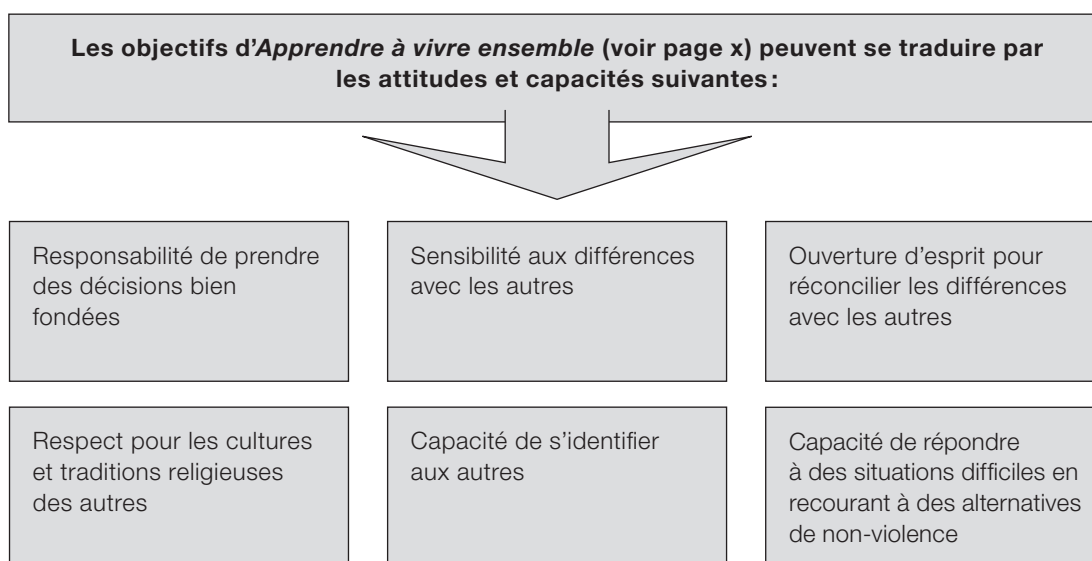 Les objectifs d'Apprendre à vivre ensemble (voir page x) peuvent se traduire par
les attitudes et capacités suivantes :
Responsabilité de prendre
des décisions bien
fondées
Sensibilité aux différences
avec les autres
Ouverture d'esprit pour
réconcilier les différences
avec les autres
Respect pour les cultures
et traditions religieuses
des autres
Capacité de s'identifier
aux autres
Capacité de répondre
à des situations difficiles en
recourant à des alternatives
de non-violence